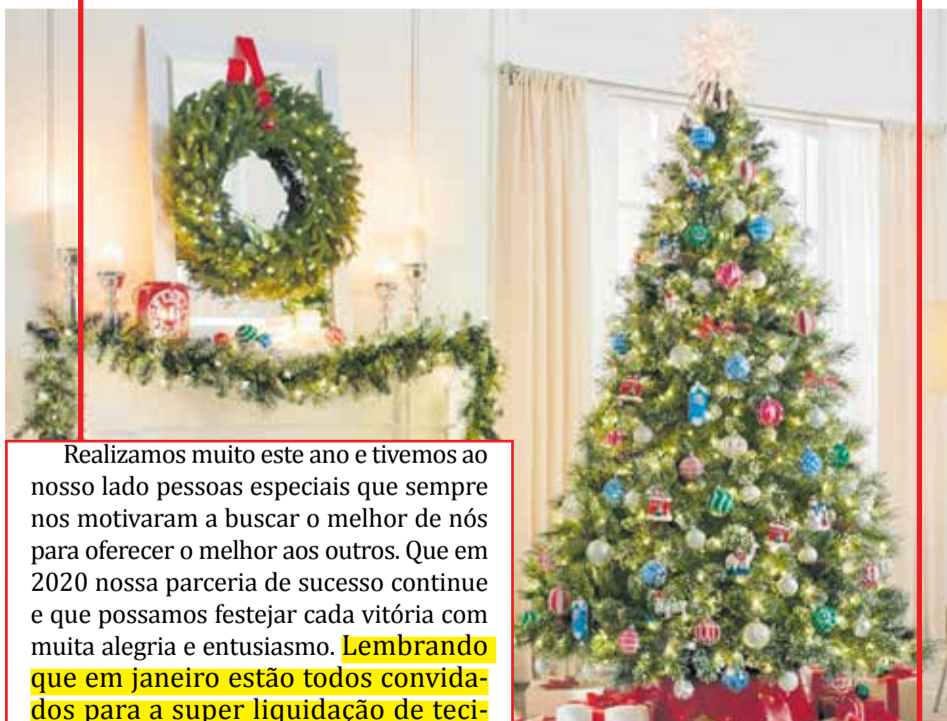 Realizamos muito este ano e tivemos ao
nosso lado pessoas especiais que sempre
nos motivaram a buscar o melhor de nós
para oferecer o melhor aos outros. Que em
2020 nossa parceria de sucesso continue
e que possamos festejar cada vitória com
muita alegria e entusiasmo. Lembrando
que em janeiro estão todos convida-
dos para a super liquidação de teci-